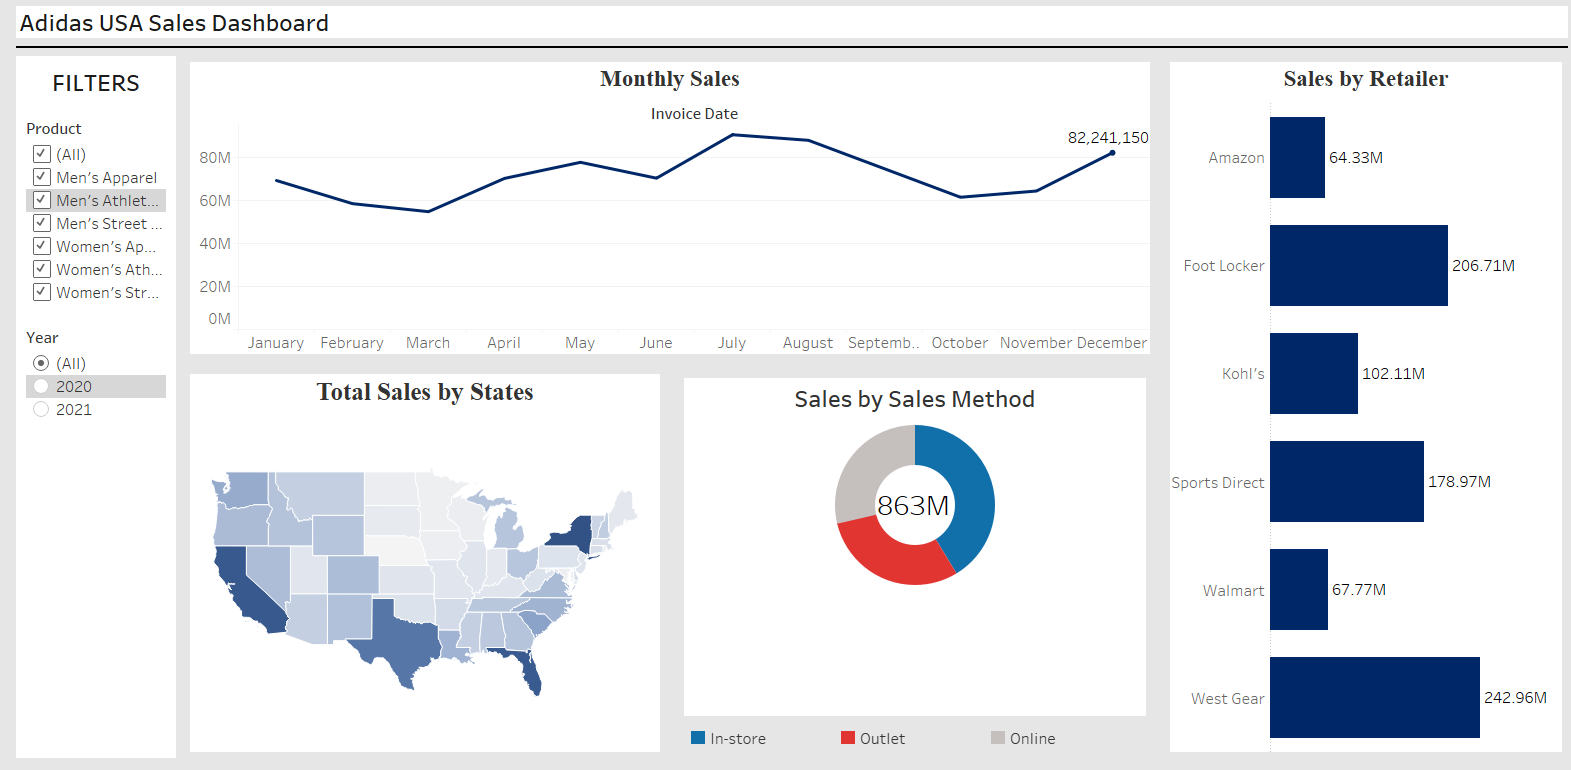 Adidas USA Sales Dashboard
FILTERS
Product
(All)
Men's Apparel
Men's Athlet...
Men's Street ...
Women's Ap...
Women's Ath...
Women's Str...
Year
(All)
2020
2021
Monthly Sales
Invoice Date
82,241,150
80M
60M
40M
20M
0M
January February March April May June July August Septemb.. October November December
Total Sales by States
Sales by Sales Method
863M
In-store Outlet Online
Sales by Retailer
Amazon 64.33M
Foot Locker 206.71M
Kohl's 102.11M
Sports Direct 178.97M
Walmart 67.77M
West Gear 242.96M